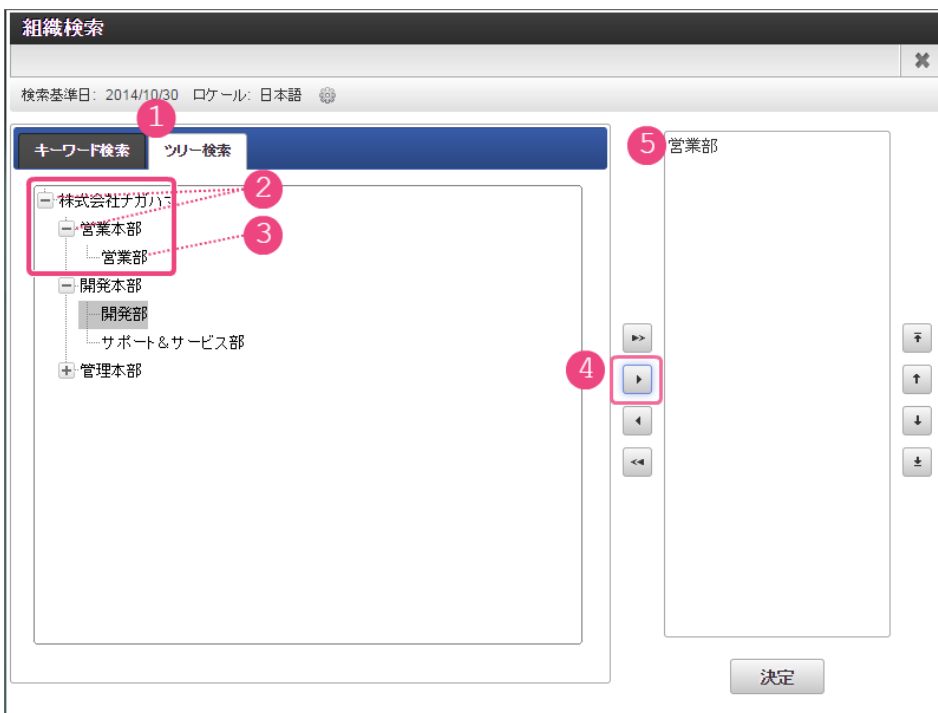 組織検索
検索基準日: 2014/10/30 ロケール: 日本語
1
キーワード検索 ツリー検索
5 営業部
株式会社ナガハマ 2
営業本部
営業部 3
開発本部
開発部
サポート&サービス部
4
管理本部
決定